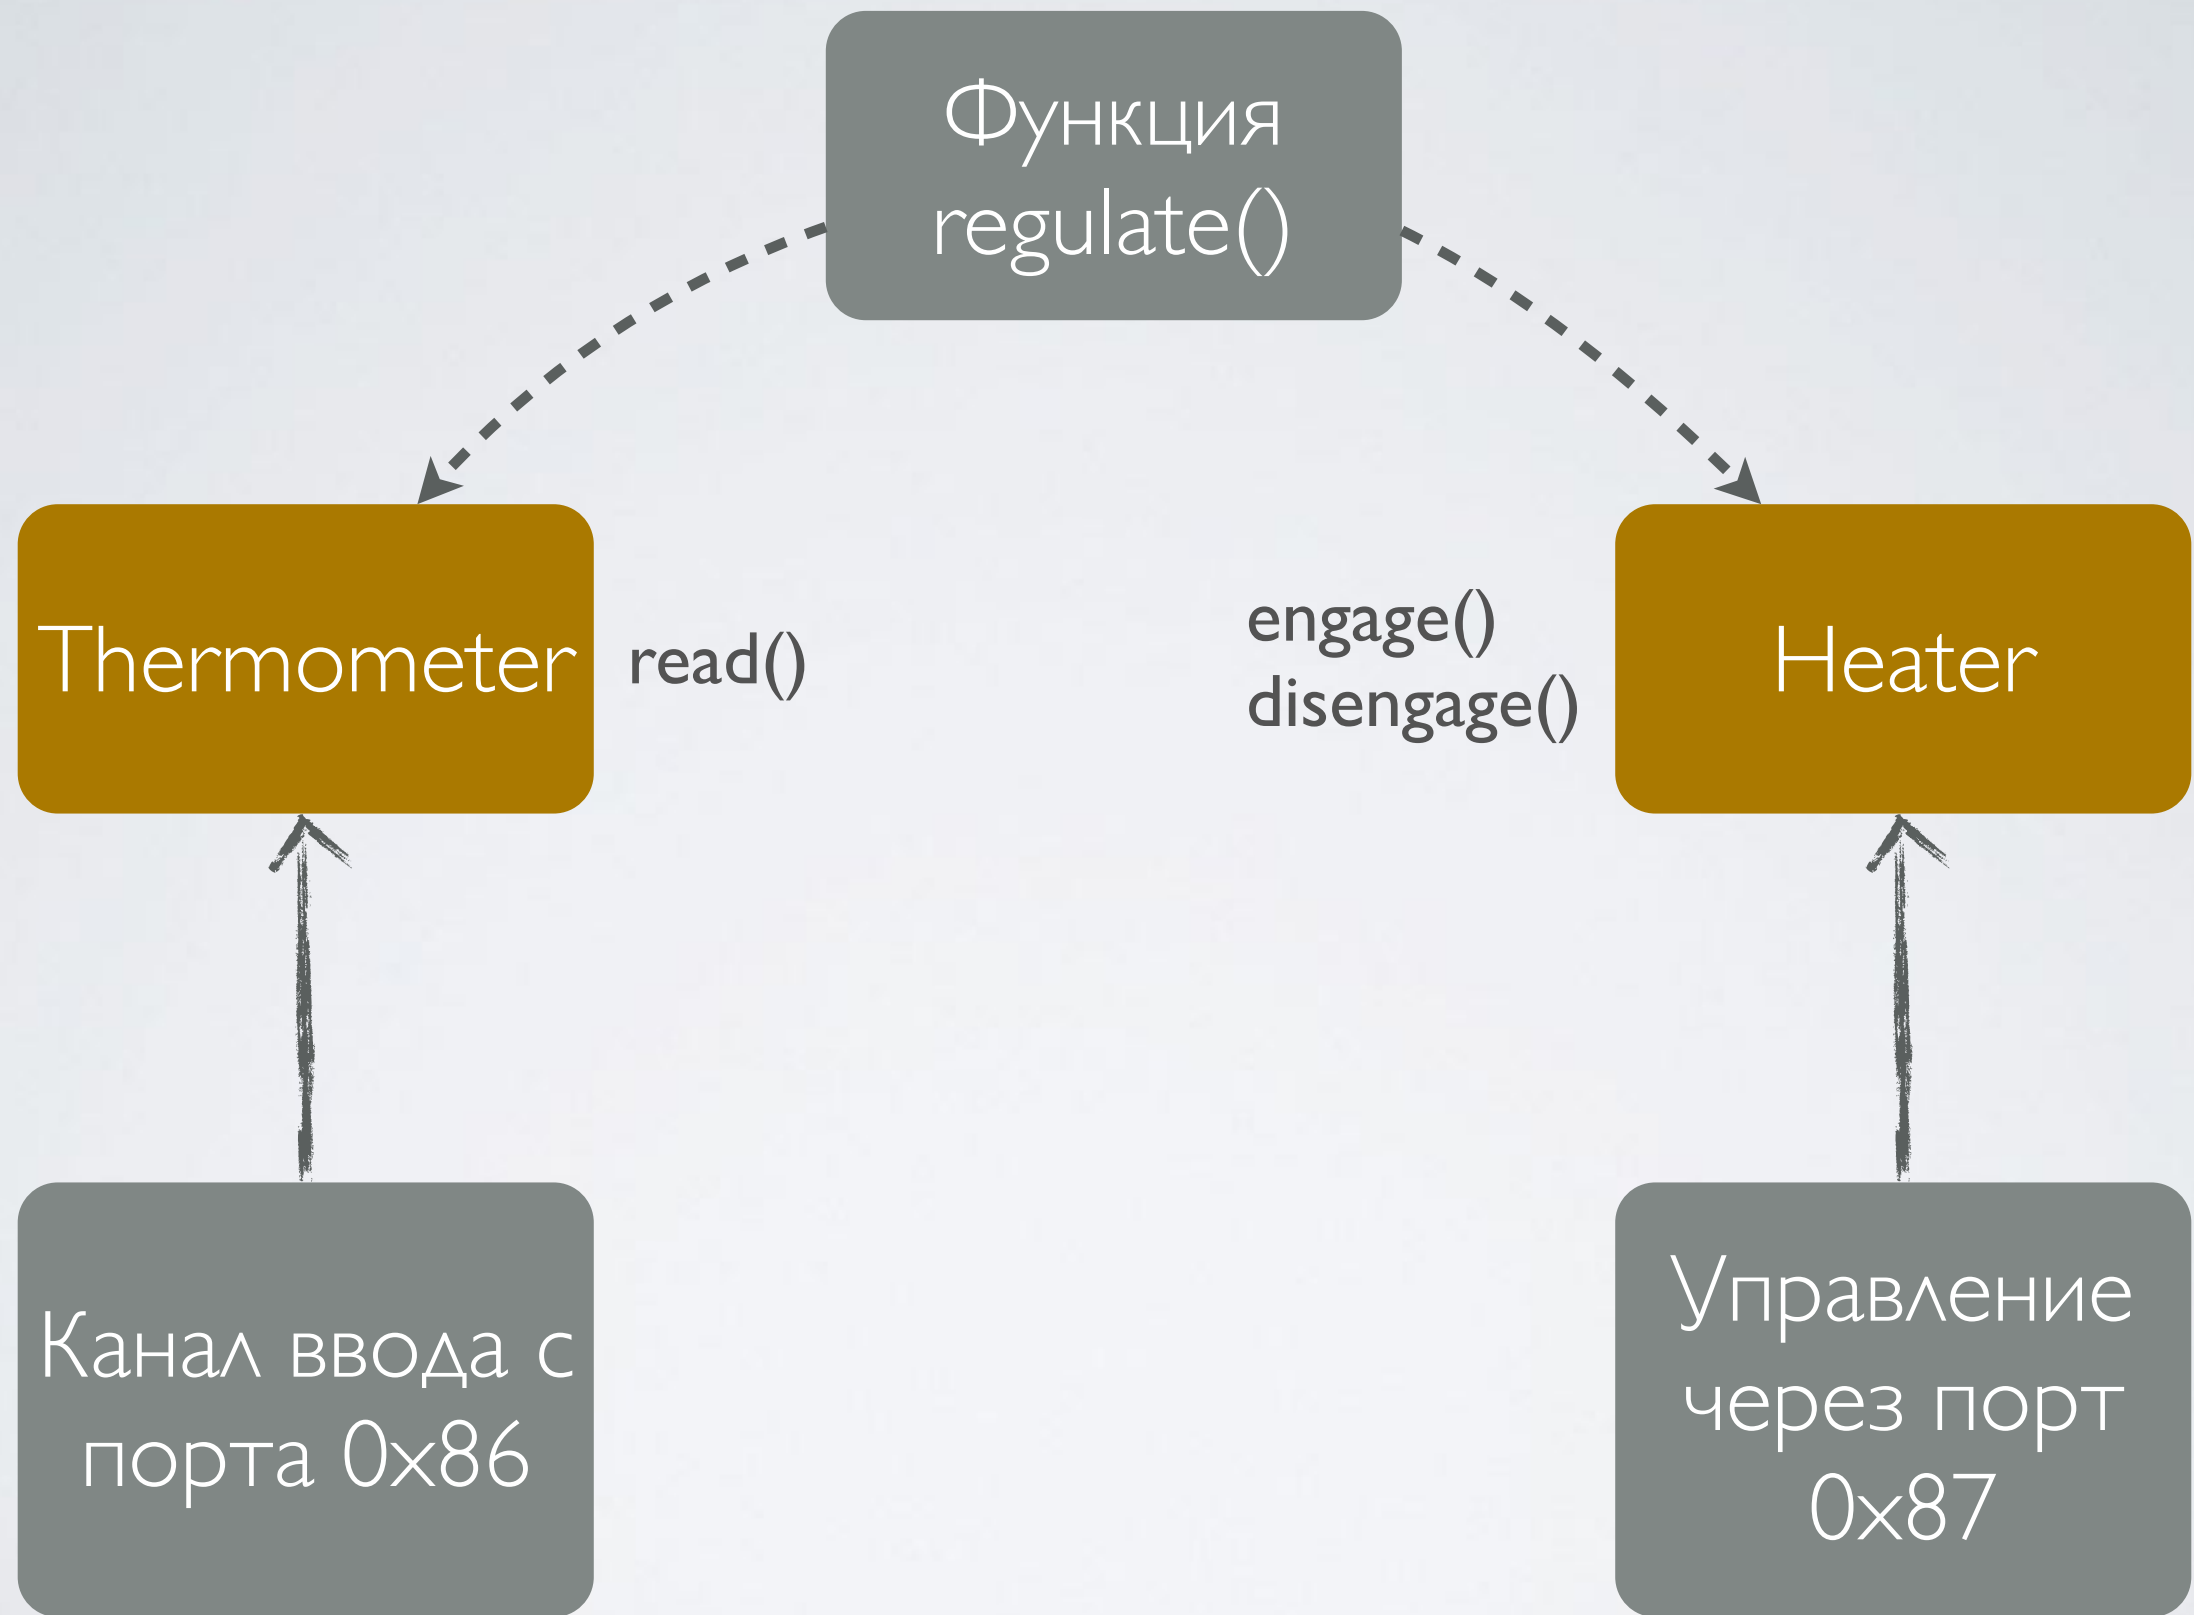 Функция
regulate()
Thermometer
read()
engage()
disengage()
Heater
Канал ввода с
порта 0x86
Управление
через порт
0x87